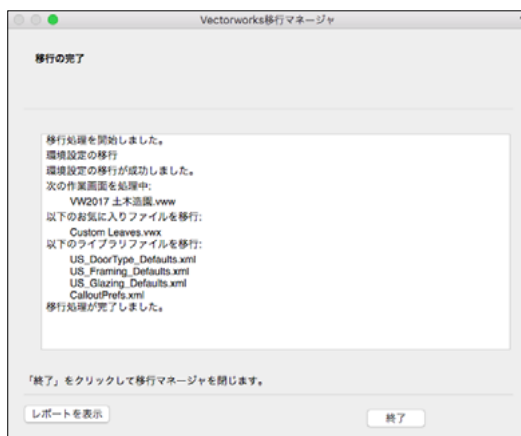 Vectorworks移行マネージャ
移行の完了
移行処理を開始しました。
環境設定の移行
環境設定の移行が成功しました。
次の作業画面を処理中:
VW2017 土木造園.vww
以下のお気に入りファイルを移行:
Custom Leaves.vwx
以下のライブラリファイルを移行:
US_DoorType_Defaults.xml
US_Framing_Defaults.xml
US_Glazing_Defaults.xml
CalloutPrefs.xml
移行処理が完了しました。
「終了」をクリックして移行マネージャを閉じます。
レポートを表示
終了